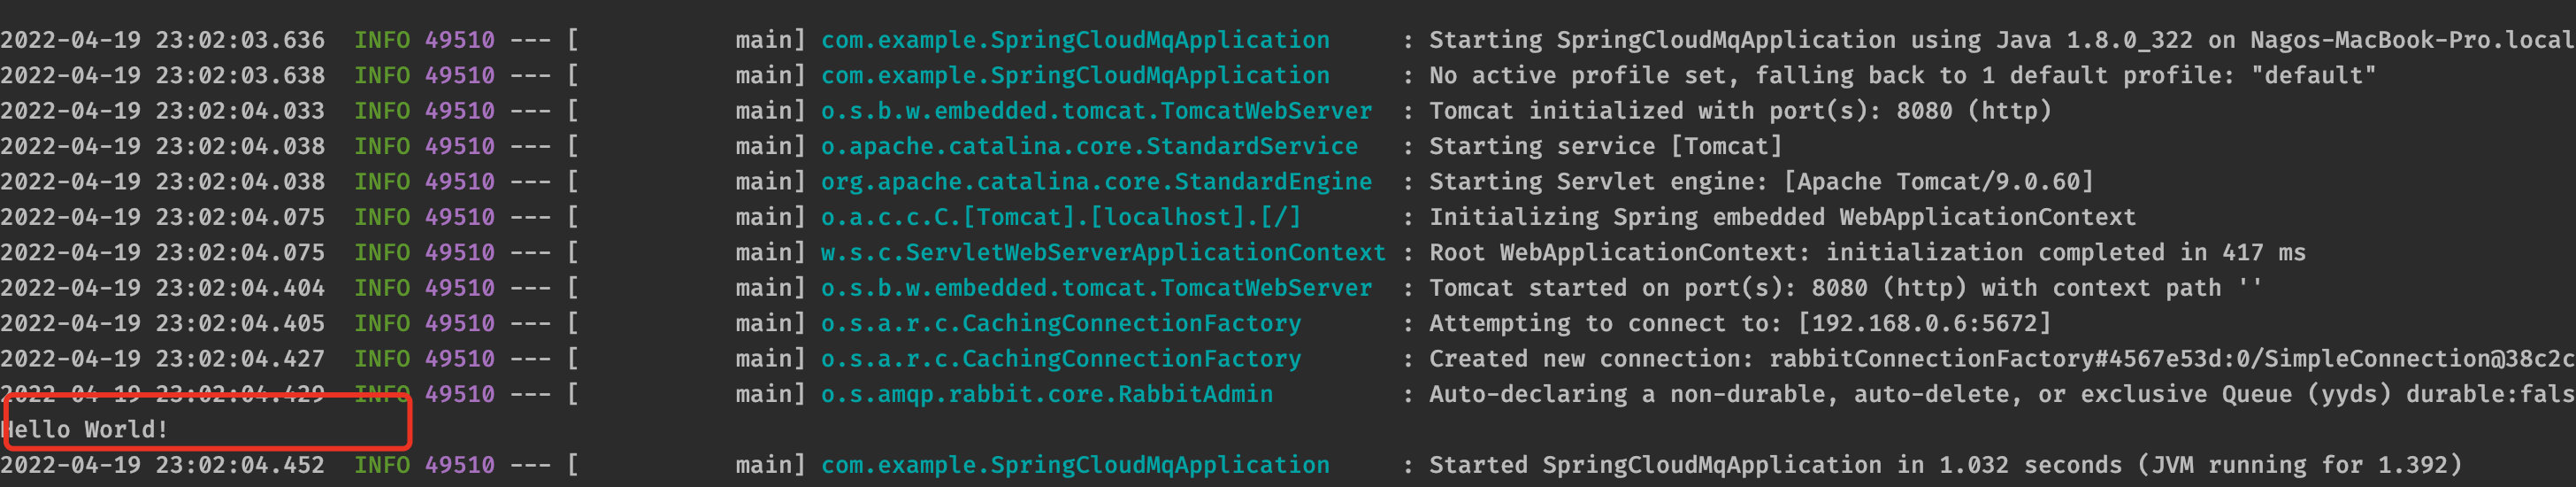 2022-04-19 23:02:03.636  INFO 49510 --- [           main] com.example.SpringCloudMqApplication     : Starting SpringCloudMqApplication using Java 1.8.0_322 on Nagos-MacBook-Pro.local
2022-04-19 23:02:03.638  INFO 49510 --- [           main] com.example.SpringCloudMqApplication     : No active profile set, falling back to 1 default profile: "default"
2022-04-19 23:02:04.033  INFO 49510 --- [           main] o.s.b.w.embedded.tomcat.TomcatWebServer  : Tomcat initialized with port(s): 8080 (http)
2022-04-19 23:02:04.038  INFO 49510 --- [           main] o.apache.catalina.core.StandardService   : Starting service [Tomcat]
2022-04-19 23:02:04.038  INFO 49510 --- [           main] org.apache.catalina.core.StandardEngine  : Starting Servlet engine: [Apache Tomcat/9.0.60]
2022-04-19 23:02:04.075  INFO 49510 --- [           main] o.a.c.c.C.[Tomcat].[localhost].[/]       : Initializing Spring embedded WebApplicationContext
2022-04-19 23:02:04.075  INFO 49510 --- [           main] w.s.c.ServletWebServerApplicationContext : Root WebApplicationContext: initialization completed in 417 ms
2022-04-19 23:02:04.404  INFO 49510 --- [           main] o.s.b.w.embedded.tomcat.TomcatWebServer  : Tomcat started on port(s): 8080 (http) with context path ''
2022-04-19 23:02:04.405  INFO 49510 --- [           main] o.s.a.r.c.CachingConnectionFactory       : Attempting to connect to: [192.168.0.6:5672]
2022-04-19 23:02:04.427  INFO 49510 --- [           main] o.s.a.r.c.CachingConnectionFactory       : Created new connection: rabbitConnectionFactory#4567e53d:0/SimpleConnection@38c2c
2022-04-19 23:02:04.429  INFO 49510 --- [           main] o.s.amqp.rabbit.core.RabbitAdmin         : Auto-declaring a non-durable, auto-delete, or exclusive Queue (yyds) durable:fals
Hello World!
2022-04-19 23:02:04.452  INFO 49510 --- [           main] com.example.SpringCloudMqApplication     : Started SpringCloudMqApplication in 1.032 seconds (JVM running for 1.392)